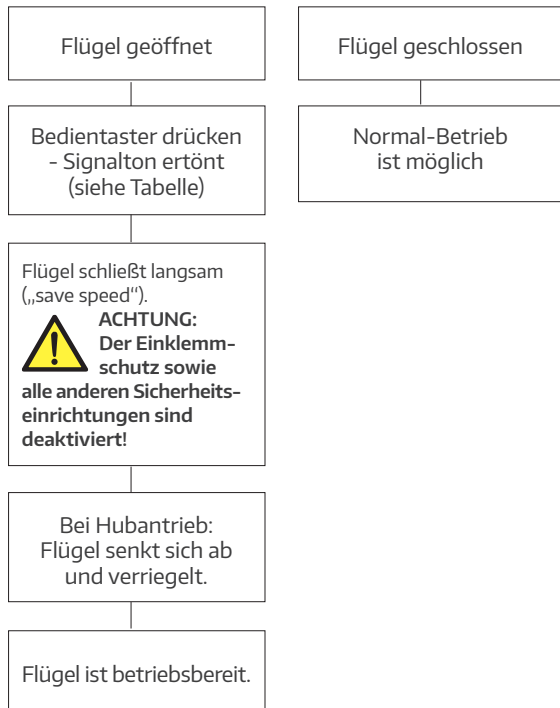 Flügel geöffnet
Bedientaster drücken
- Signalton ertönt
(siehe Tabelle)
Flügel schließt langsam
(„save speed“).
ACHTUNG:
Der Einklemm-
schutz sowie
alle anderen Sicherheits-
einrichtungen sind
deaktiviert!
Bei Hubantrieb:
Flügel senkt sich ab
und verriegelt.
Flügel ist betriebsbereit.
Flügel geschlossen
Normal-Betrieb
ist möglich